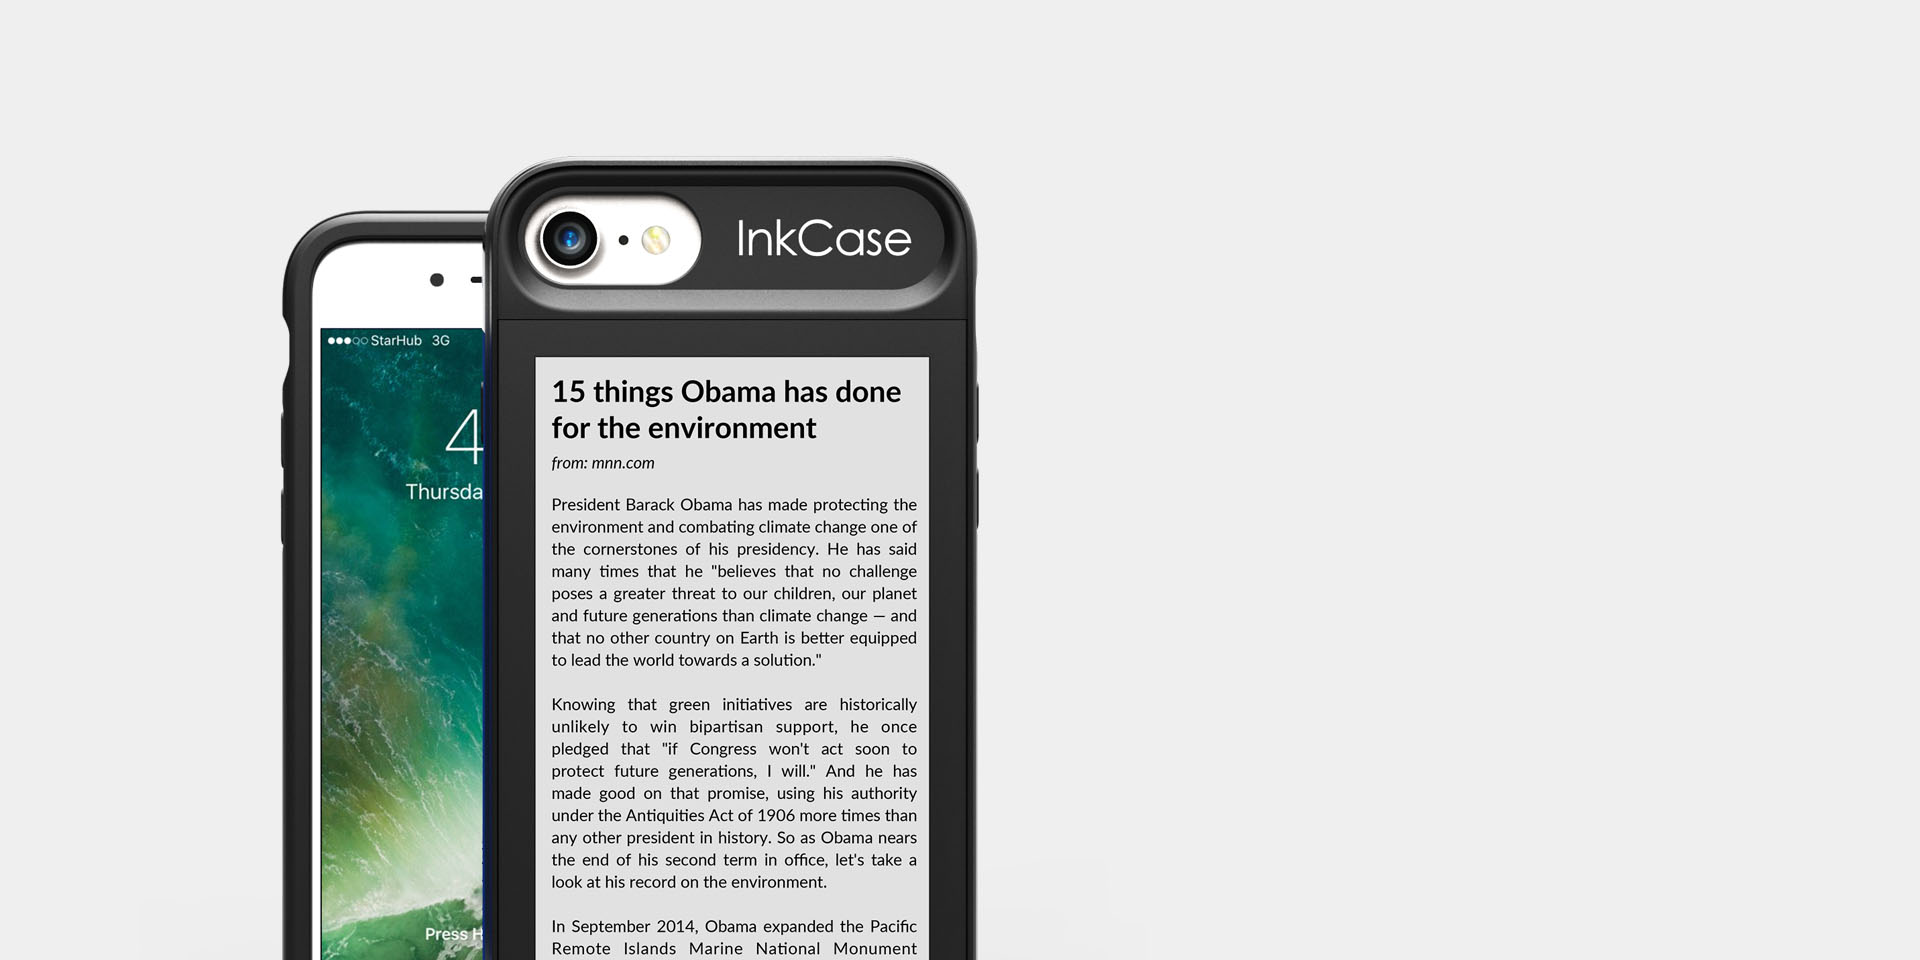 InkCase
StarHub 3G
4
Thursda
Press H
15 things Obama has done
for the environment
from: mnn.com
President Barack Obama has made protecting the
environment and combating climate change one of
the cornerstones of his presidency. He has said
many times that he "believes that no challenge
poses a greater threat to our children, our planet
and future generations than climate change — and
that no other country on Earth is better equipped
to lead the world towards a solution."
Knowing that green initiatives are historically
unlikely to win bipartisan support, he once
pledged that "if Congress won't act soon to
protect future generations, I will." And he has
made good on that promise, using his authority
under the Antiquities Act of 1906 more times than
any other president in history. So as Obama nears
the end of his second term in office, let's take a
look at his record on the environment.
In September 2014, Obama expanded the Pacific
Remote Islands Marine National Monument